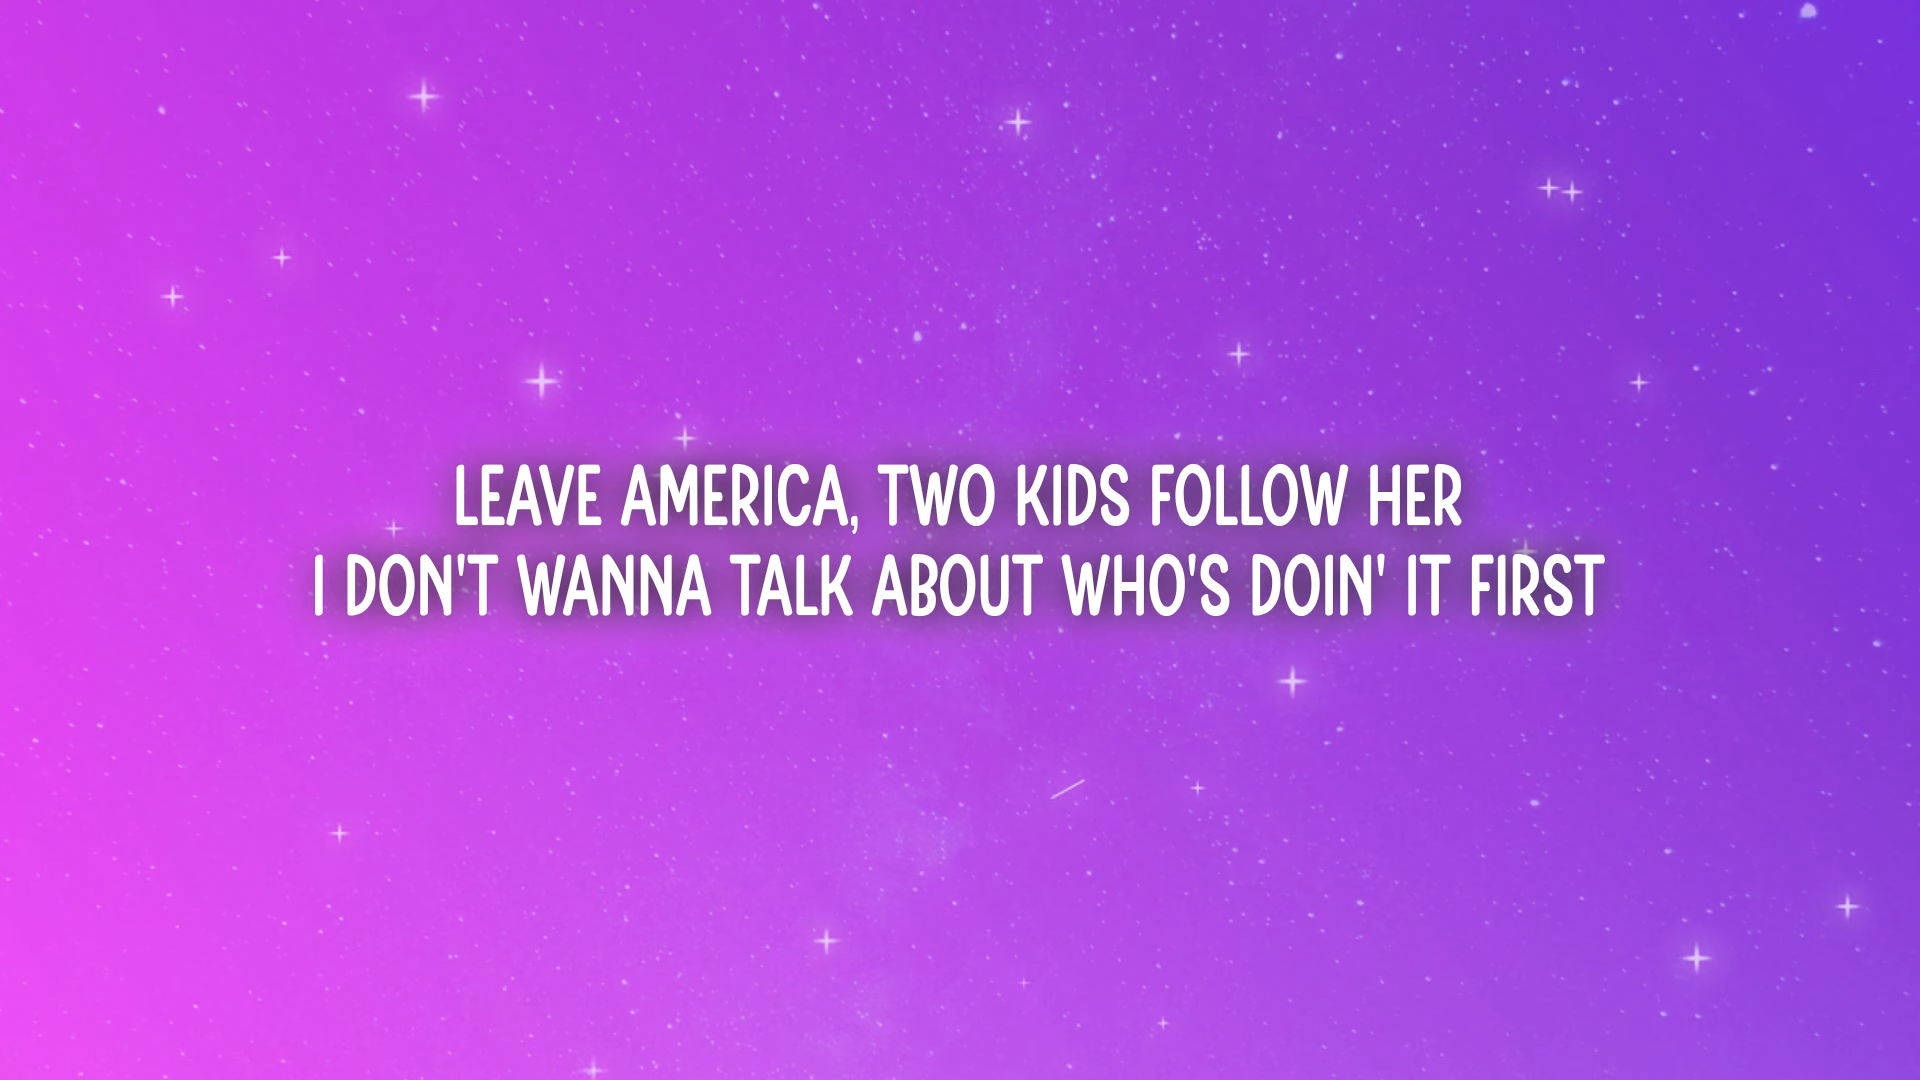 LEAVE AMERICA, TWO KIDS FOLLOW HER
I DON'T WANNA TALK ABOUT WHO'S DOIN' IT FIRST